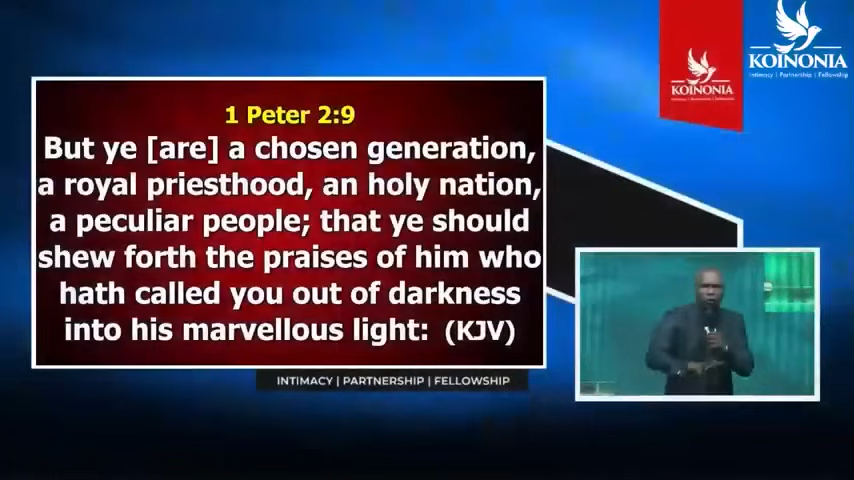 1 Peter 2:9
But ye [are] a chosen generation,
a royal priesthood, an holy nation,
a peculiar people; that ye should
shew forth the praises of him who
hath called you out of darkness
into his marvellous light: (KJV)
INTIMACY | PARTNERSHIP | FELLOWSHIP
KOINONIA
KOINONIA
Intimacy | Partnership | Fellowship